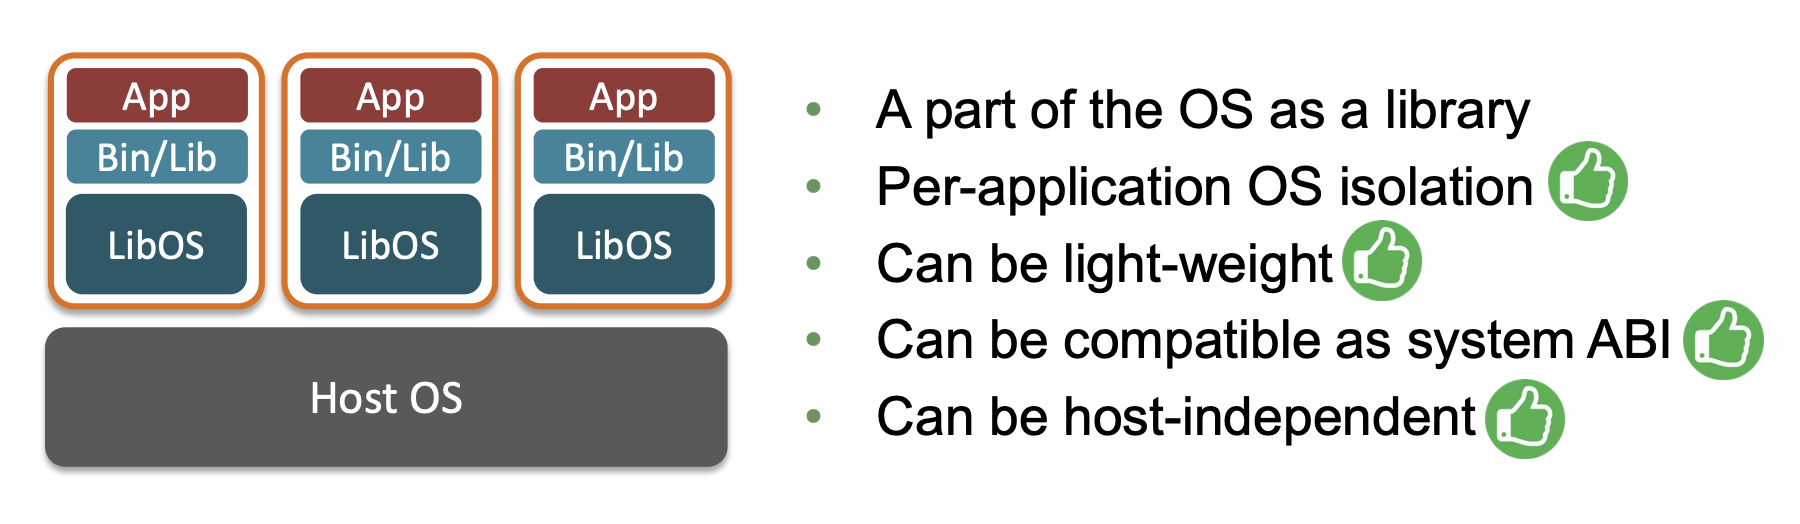 App
Bin/Lib
LibOS
App
Bin/Lib
LibOS
App
Bin/Lib
LibOS
Host OS
• A part of the OS as a library
• Per-application OS isolation
• Can be light-weight
• Can be compatible as system ABI
• Can be host-independent